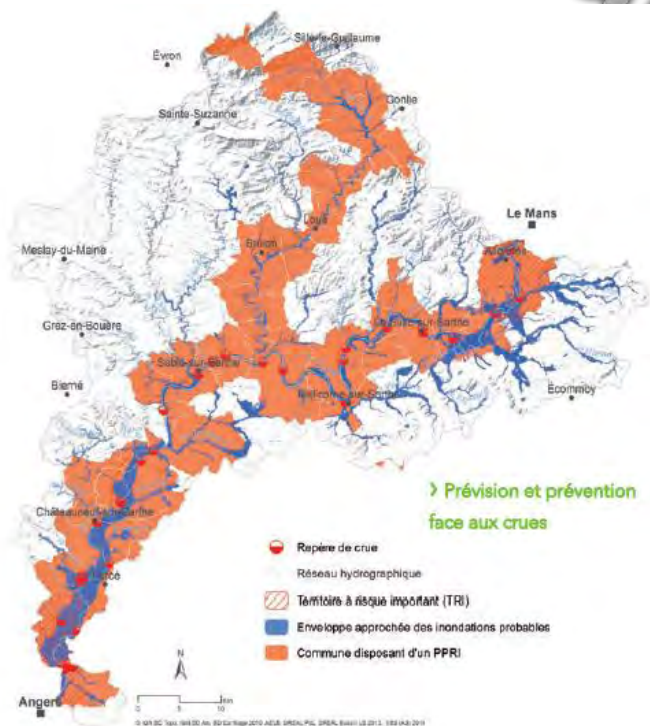 Sillé-le-Guillaume
Évron
Conlie
Sainte-Suzanne
Le Mans
Loué
Meslay-du-Maine
Brûlon
Allonnes
Grez-en-Bouère
La Suze-sur-Sarthe
Sablé-sur-Sarthe
Bierné
Malicorne-sur-Sarthe
Écommoy
> Prévision et prévention
face aux crues
Châteauneuf-sur-Sarthe
Repère de crue
Réseau hydrographique
Tiercé
Territoire à risque important (TRI)
Enveloppe approchée des inondations probables
Commune disposant d'un PPRI
N
Angers
0 5 10
km